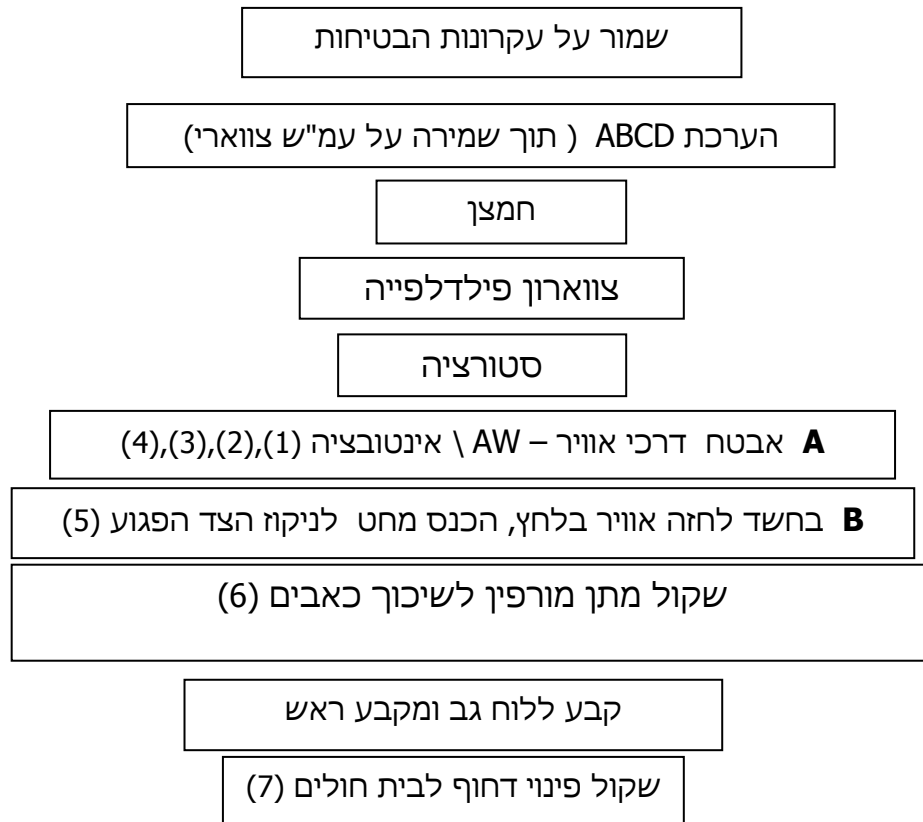 שמור על עקרונות הבטיחות
הערכת ABCD ( תוך שמירה על עמ"ש צווארי)
חמצן
צווארון פילדלפייה
סטורציה
A אבטח דרכי אוויר – AW \ אינטובציה (1),(2),(3),(4)
B בחשד לחזה אוויר בלחץ, הכנס מחט לניקוז הצד הפגוע (5)
שקול מתן מורפין לשיכוך כאבים (6)
קבע ללוח גב ומקבע ראש
שקול פינוי דחוף לבית חולים (7)